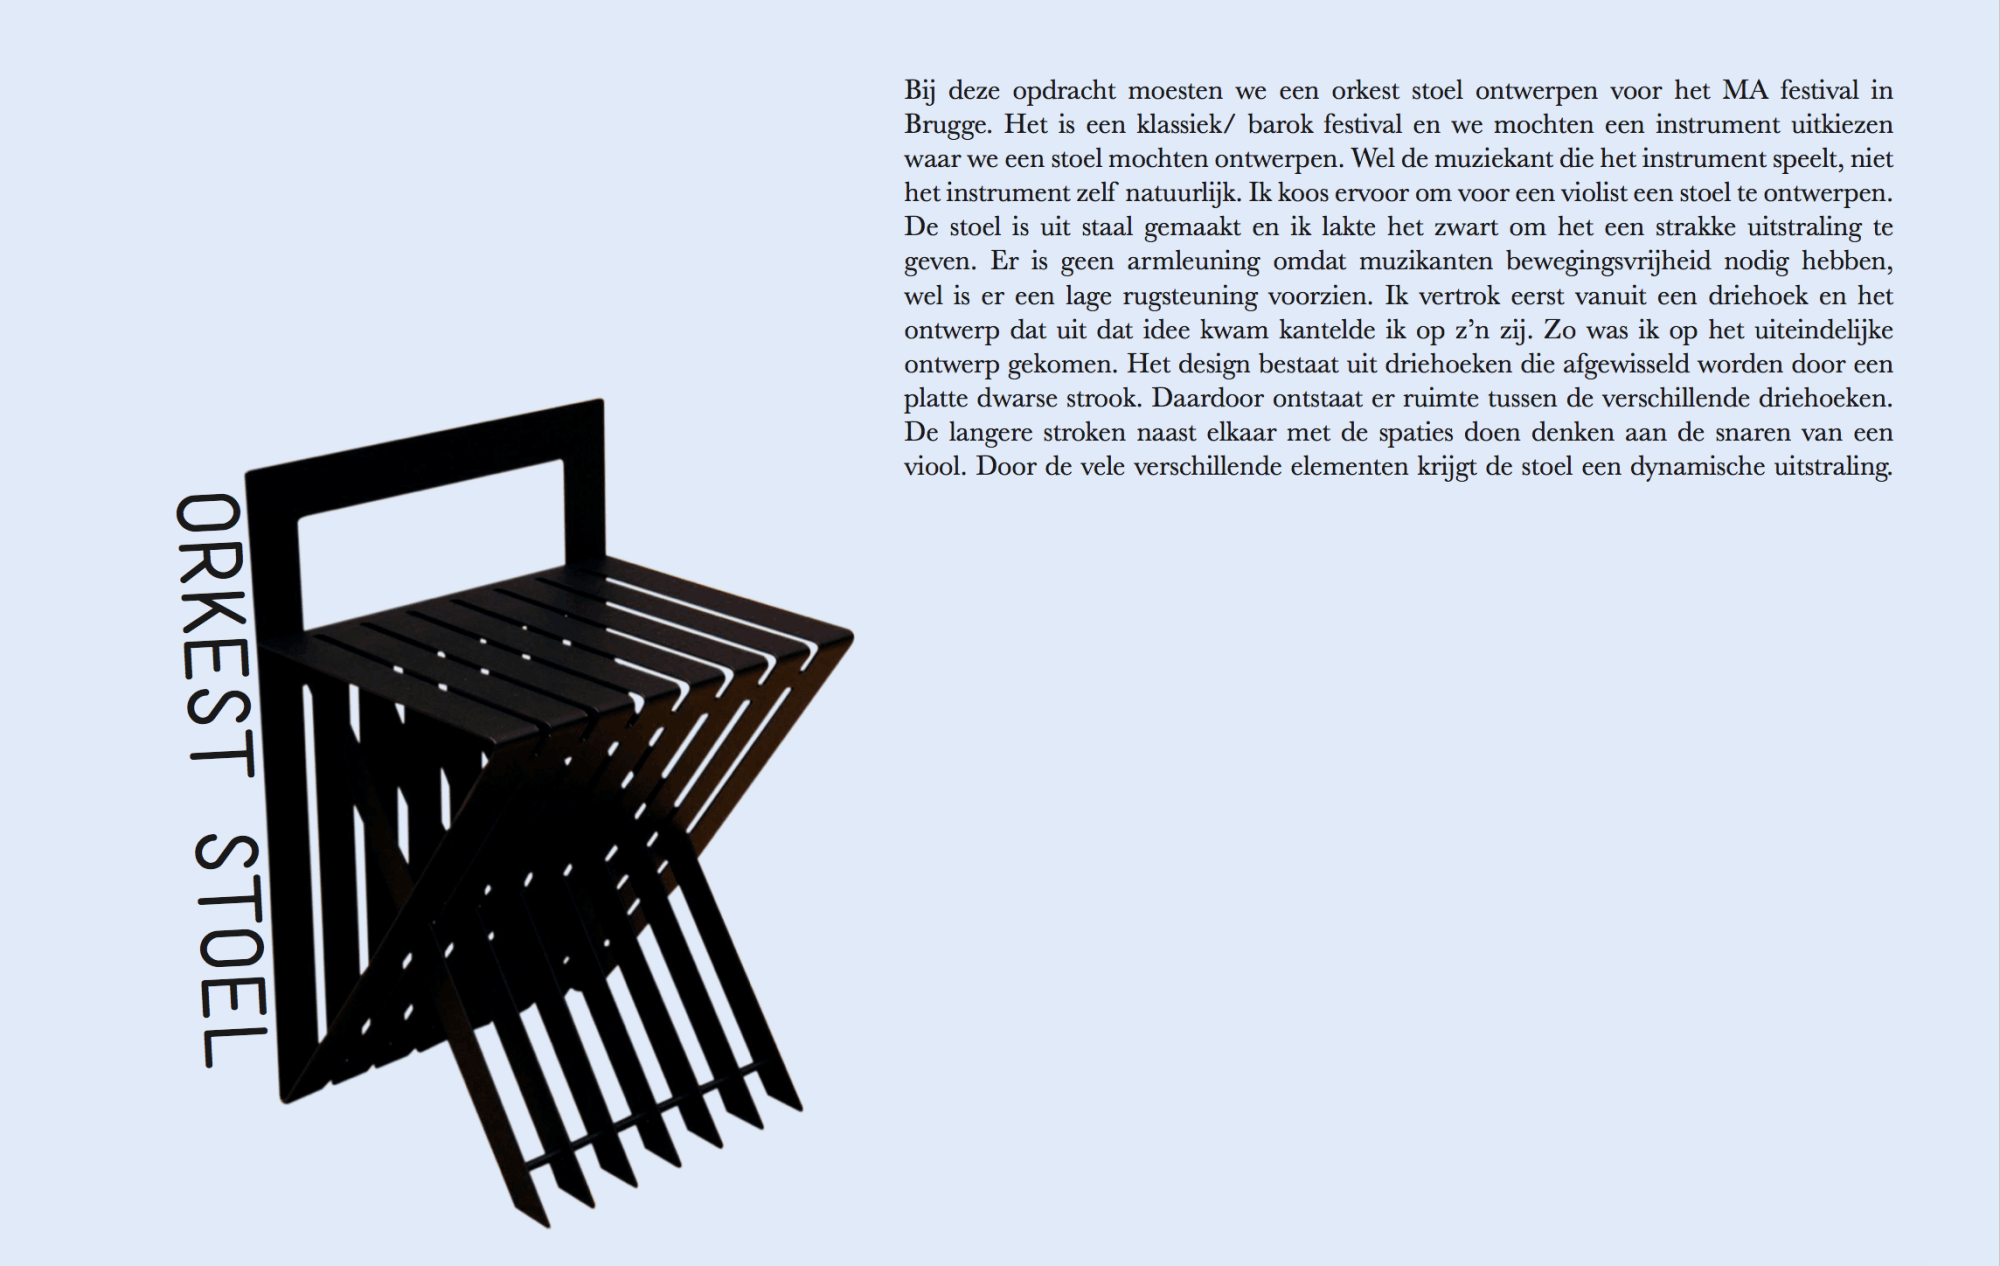 ORKEST STOEL
Bij deze opdracht moesten we een orkest stoel ontwerpen voor het MA festival in
Brugge. Het is een klassiek/ barok festival en we mochten een instrument uitkiezen
waar we een stoel mochten ontwerpen. Wel de muziekant die het instrument speelt, niet
het instrument zelf natuurlijk. Ik koos ervoor om voor een violist een stoel te ontwerpen.
De stoel is uit staal gemaakt en ik lakte het zwart om het een strakke uitstraling te
geven. Er is geen armleuning omdat muzikanten bewegingsvrijheid nodig hebben,
wel is er een lage rugsteuning voorzien. Ik vertrok eerst vanuit een driehoek en het
ontwerp dat uit dat idee kwam kantelde ik op z’n zij. Zo was ik op het uiteindelijke
ontwerp gekomen. Het design bestaat uit driehoeken die afgewisseld worden door een
platte dwarse strook. Daardoor ontstaat er ruimte tussen de verschillende driehoeken.
De langere stroken naast elkaar met de spaties doen denken aan de snaren van een
viool. Door de vele verschillende elementen krijgt de stoel een dynamische uitstraling.